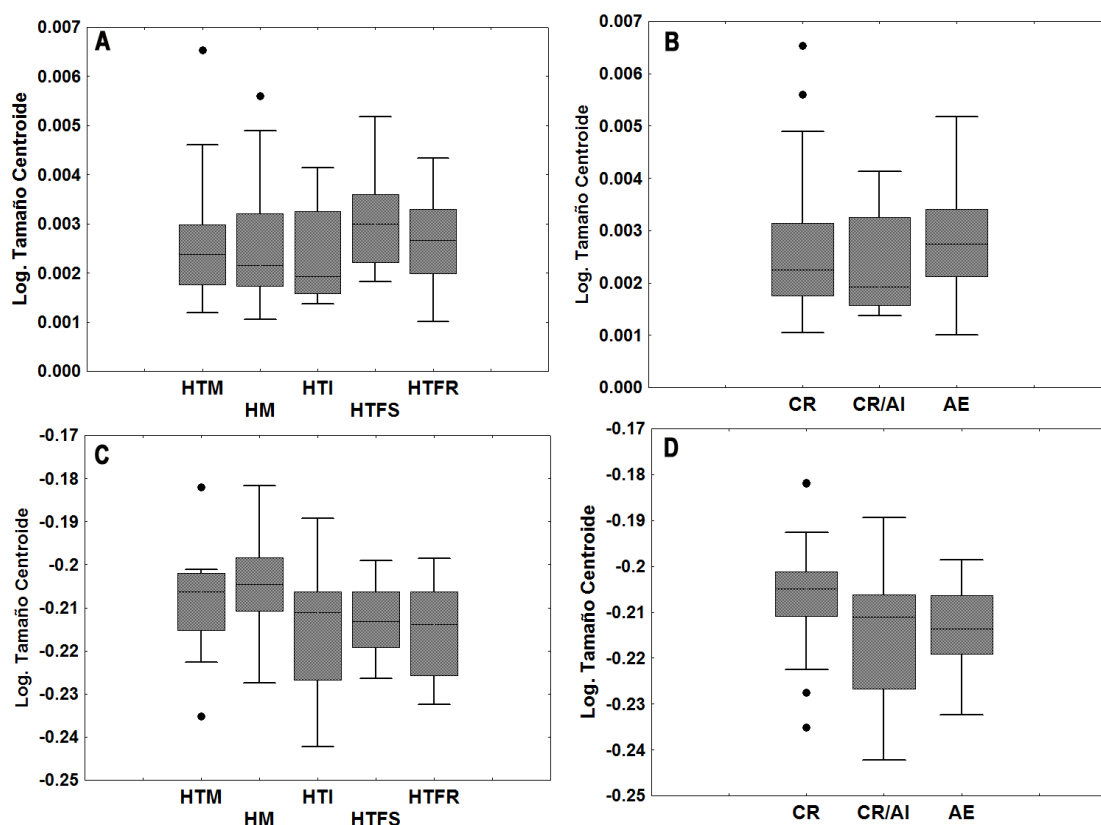 A
Log. Tamaño Centroide
0.007
0.006
0.005
0.004
0.003
0.002
0.001
0.000
HTM HTI HTFR
HM HTFS
B
Log. Tamaño Centroide
0.007
0.006
0.005
0.004
0.003
0.002
0.001
0.000
CR CR/AI AE
C
Log. Tamaño Centroide
-0.17
-0.18
-0.19
-0.2
-0.21
-0.22
-0.23
-0.24
-0.25
HTM HTI HTFR
HM HTFS
D
Log. Tamaño Centroide
-0.17
-0.18
-0.19
-0.2
-0.21
-0.22
-0.23
-0.24
-0.25
CR CR/AI AE